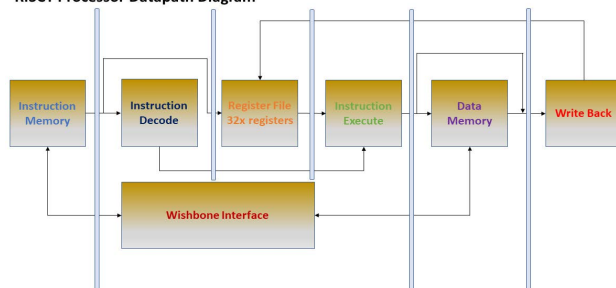 Processor Datapath Diagram
Instruction
Memory
Instruction
Decode
Register File
32x registers
Instruction
Execute
Data
Memory
Write Back
Wishbone Interface